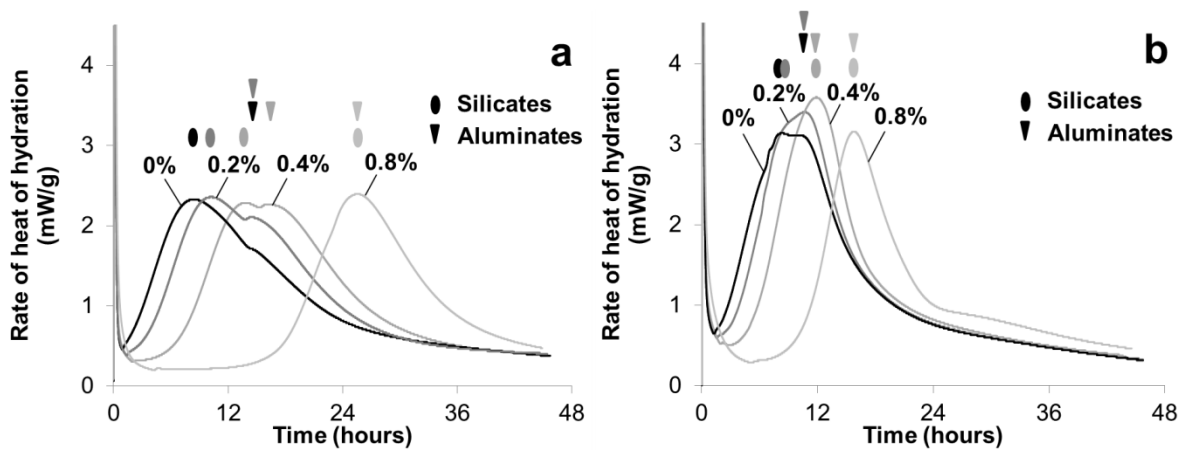 a
4
3
2
1
0
Rate of heat of hydration
(mW/g)
Silicates
Aluminates
0%
0.2%
0.4%
0.8%
0
12
24
36
48
Time (hours)
b
4
3
2
1
0
Rate of heat of hydration
(mW/g)
Silicates
Aluminates
0%
0.2%
0.4%
0.8%
0
12
24
36
48
Time (hours)